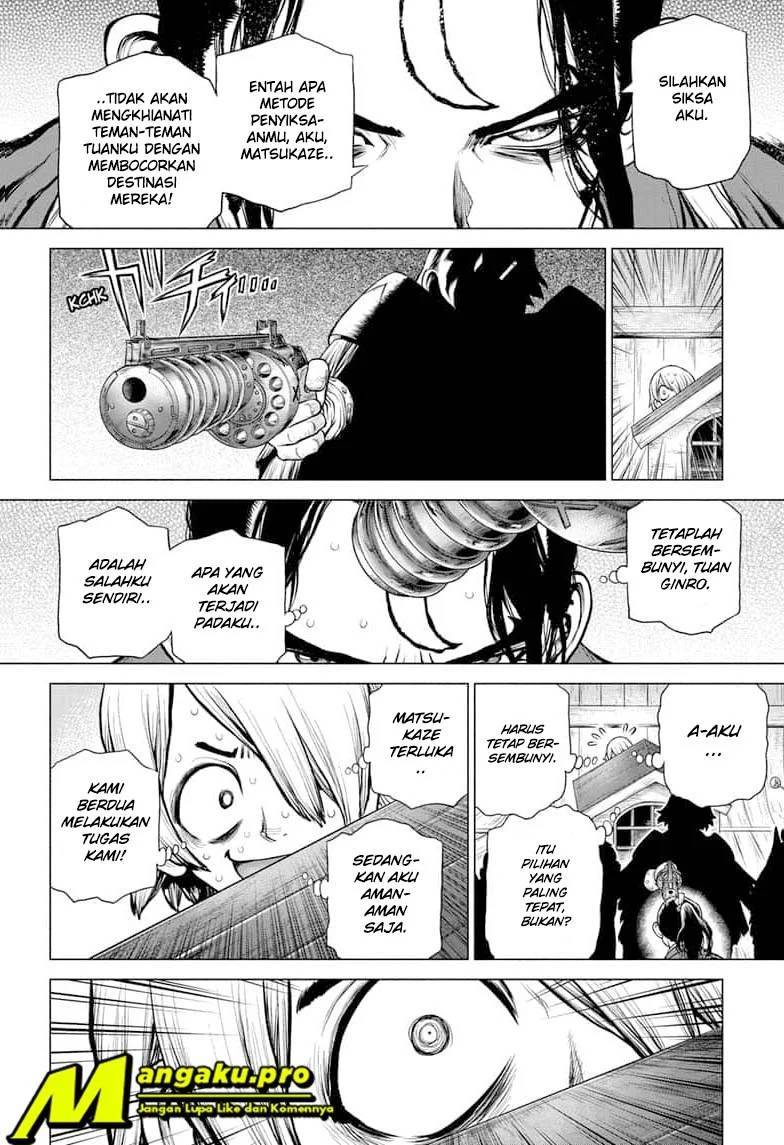 SILAHKAN
SIKSA
AKU.
ENTAH APA
METODE
PENYIKSA-
ANMU, AKU,
MATSUKAZE..
..TIDAK AKAN
MENGKHIANATI
TEMAN-TEMAN
TUANKU DENGAN
MEMBOCORKAN
DESTINASI
MEREKA!
ガチィ
KCHK
TETAPLAH
BERSEM-
BUNYI, TUAN
GINRO.
APA YANG
AKAN
TERJADI
PADAKU..
ADALAH
SALAHKU
SENDIRI..
A-AKU
...
HARUS
TETAP BER-
SEMBUNYI.
ITU
PILIHAN
YANG
PALING
TEPAT,
BUKAN?
MATSU-
KAZE
TERLUKA
..
SEDANG-
KAN AKU
AMAN-
AMAN
SAJA.
KAMI
BERDUA
MELAKUKAN
TUGAS
KAMI!
Mangaku.pro
Jangan Lupa Like dan Komennya